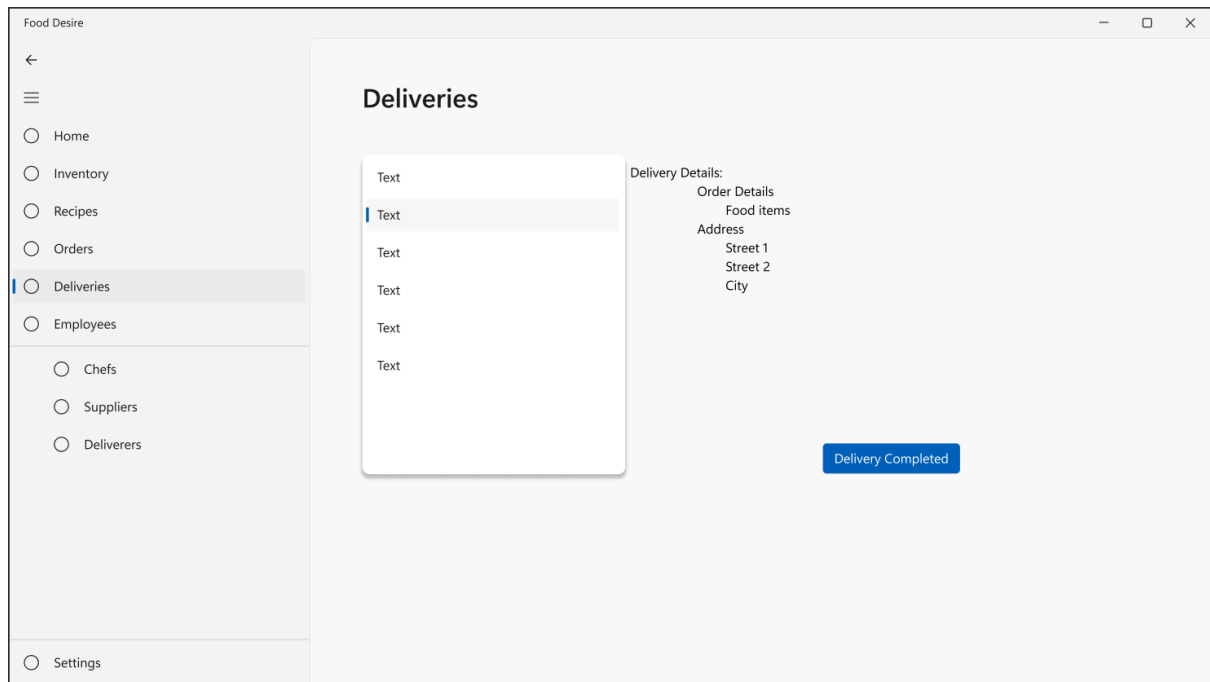 Food Desire
Home
Inventory
Recipes
Orders
Deliveries
Employees
Chefs
Suppliers
Deliverers
Settings
Deliveries
Text
Text
Text
Text
Text
Text
Delivery Details:
Order Details
Food items
Address
Street 1
Street 2
City
Delivery Completed